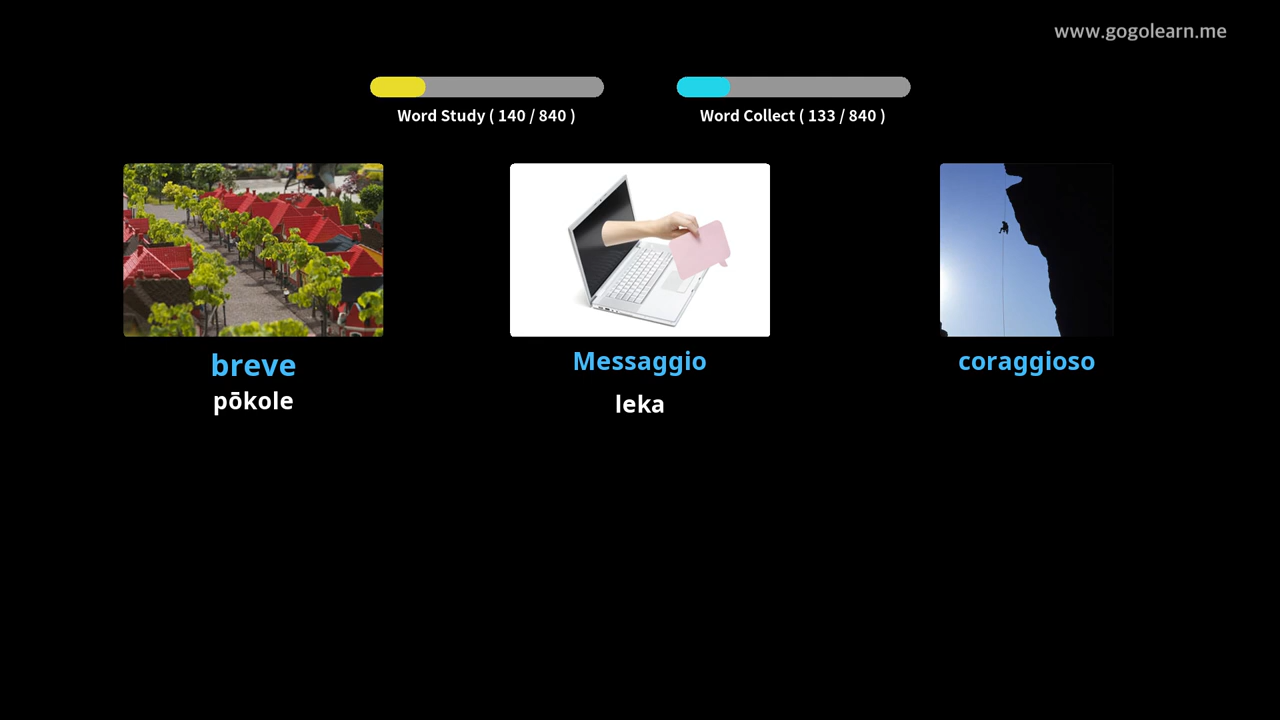 www.gogolearn.me
Word Study ( 140 / 840 )
Word Collect ( 133 / 840 )
breve
pōkole
Messaggio
leka
coraggioso